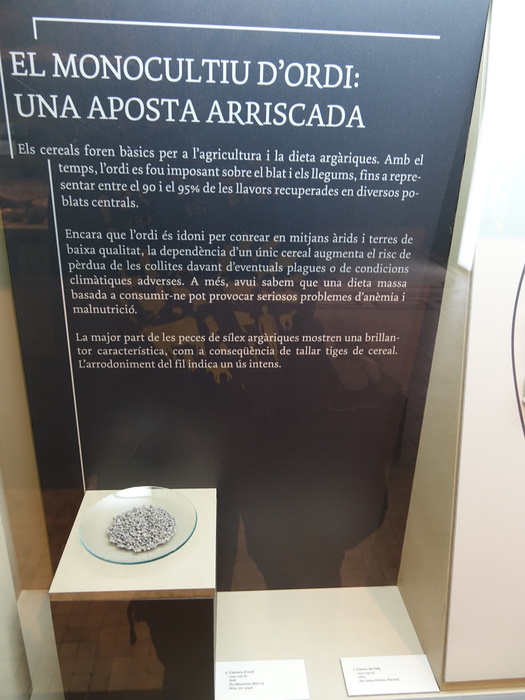 EL MONOCULTIU D'ORDI:
UNA APOSTA ARRISCADA
Els cereals foren bàsics per a l'agricultura i la dieta argàriques. Amb el
temps, l'ordi es fou imposant sobre el blat i els llegums, fins a repre-
sentar entre el 90 i el 95% de les llavors recuperades en diversos po-
blats centrals.
Encara que l'ordi és idoni per conrear en mitjans àrids i terres de
baixa qualitat, la dependència d'un únic cereal augmenta el risc de
pèrdua de les collites davant d'eventuals plagues o de condicions
climàtiques adverses. A més, avui sabem que una dieta massa
basada a consumir-ne pot provocar seriosos problemes d'anèmia i
malnutrició.
La major part de les peces de sílex argàriques mostren una brillan-
tor característica, com a conseqüència de tallar tiges de cereal.
L'arrodoniment del fil indica un ús intens.